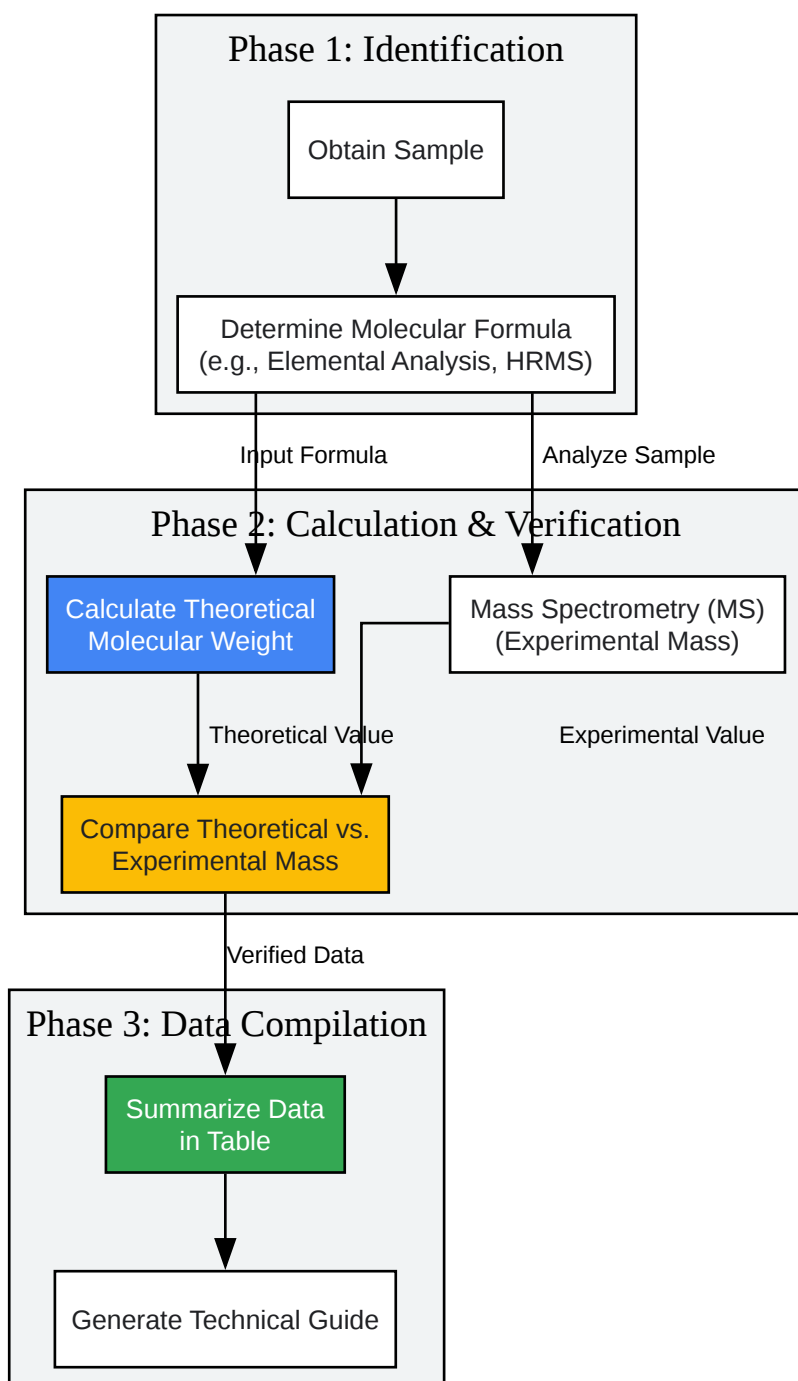 Phase 1: Identification
Obtain Sample
Determine Molecular Formula
(e.g., Elemental Analysis, HRMS)
Input Formula
Analyze Sample
Phase 2: Calculation & Verification
Calculate Theoretical
Molecular Weight
Mass Spectrometry (MS)
(Experimental Mass)
Theoretical Value
Experimental Value
Compare Theoretical vs.
Experimental Mass
Verified Data
Phase 3: Data Compilation
Summarize Data
in Table
Generate Technical Guide